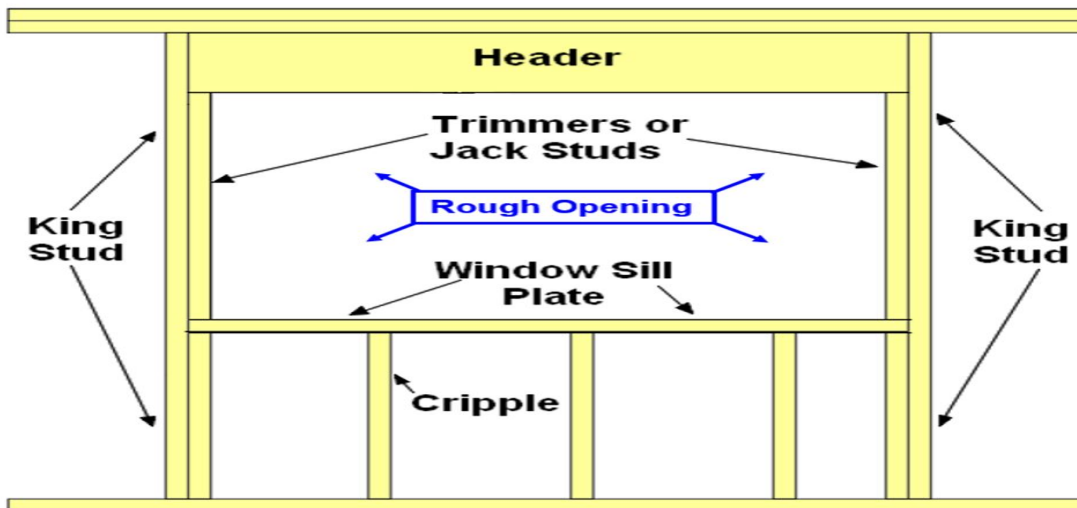 Header
Trimmers or
Jack Studs
Rough Opening
King
Stud
King
Stud
Window Sill
Plate
Cripple